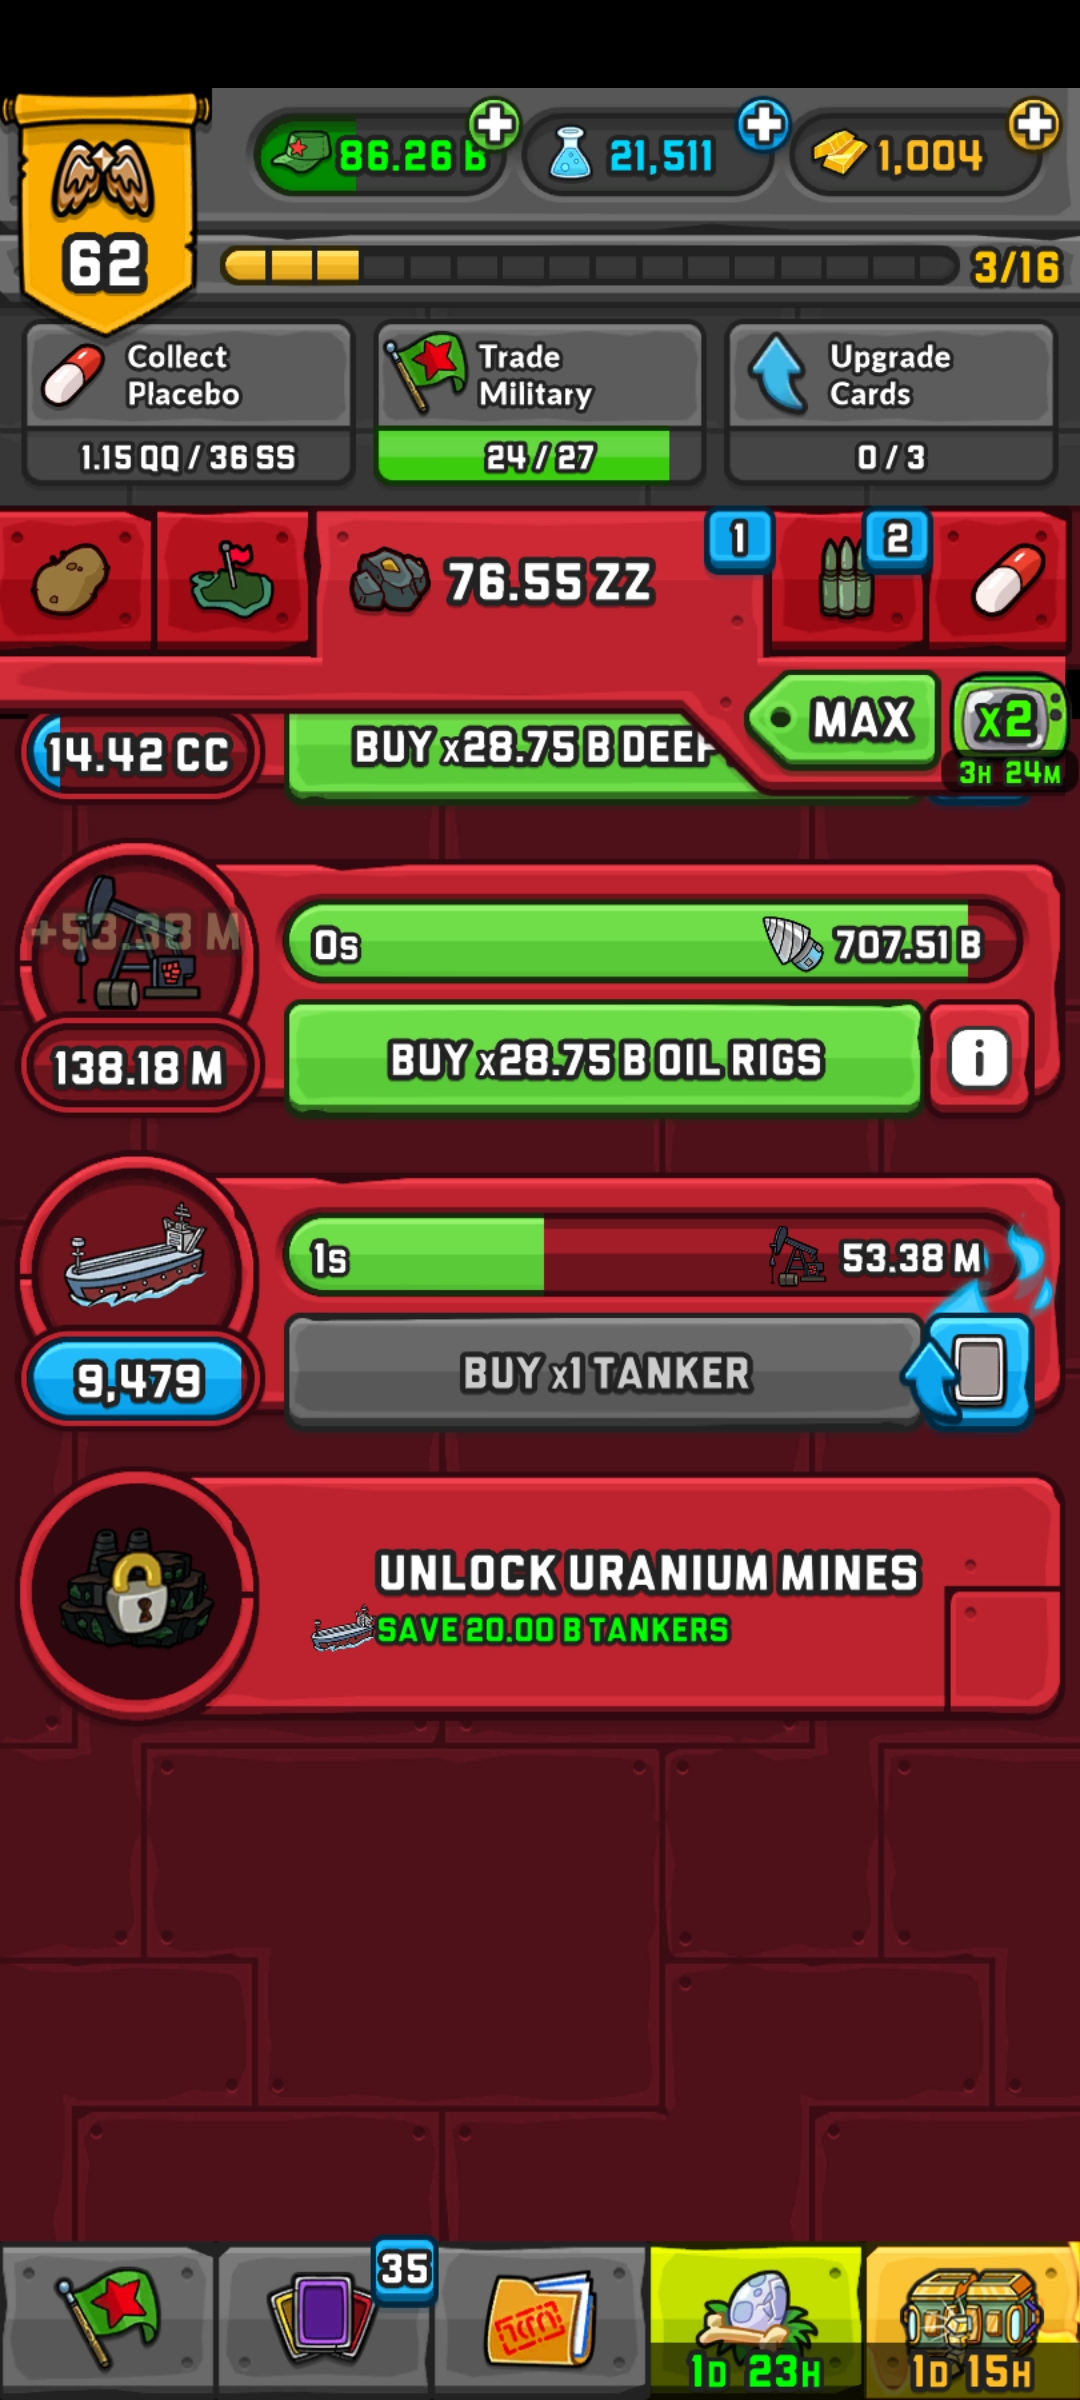 86.26 B
21,511
1,004
62
3/16
Collect
Placebo
1.15 QQ / 36 SS
Trade
Military
24 / 27
Upgrade
Cards
0 / 3
76.55 ZZ
1
2
MAX
x2
3H 24M
14.42 CC
BUY x28.75 B DEEP
+53.38 M
0s
707.51 B
138.18 M
BUY x28.75 B OIL RIGS
i
1s
53.38 M
9,479
BUY x1 TANKER
UNLOCK URANIUM MINES
SAVE 20.00 B TANKERS
35
1D 23H
1D 15H